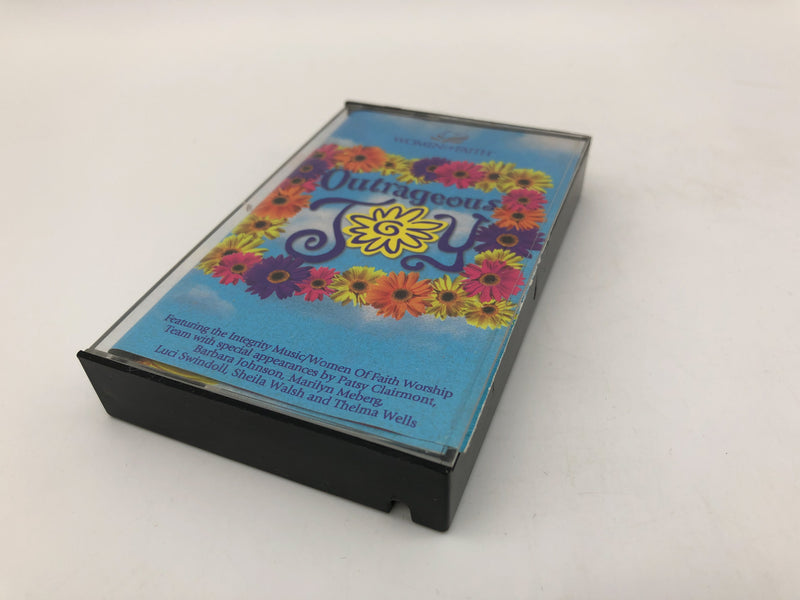 WOMEN of FAITH
Outrageous
JOY
Featuring the Integrity Music/Women Of Faith Worship
Team with special appearances by Patsy Clairmont,
Barbara Johnson, Marilyn Meberg,
Luci Swindoll, Sheila Walsh and Thelma Wells